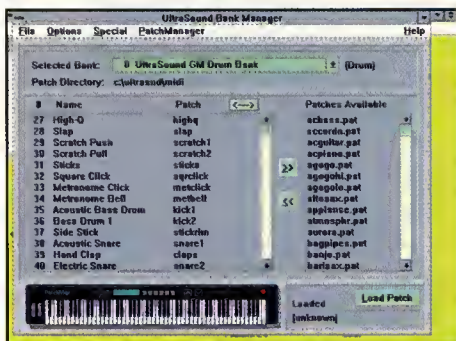 UltraSound Bank Manager
File Options Special PatchManager Help
Selected Bank: 0 UltraSound GM Drum Bank (Drum)
Patch Directory: c:\ultrasnd\midi
# Name Patch <---> Patches Available
27 High-Q highq acbass.pat
28 Slap slap accordn.pat
29 Scratch Push scratch1 acguitar.pat
30 Scratch Pull scratch2 acpiano.pat
31 Sticks sticks agogo.pat
32 Square Click sqrclick agogohi.pat
33 Metronome Click metclick agogolo.pat
34 Metronome Bell metbell altosax.pat
35 Acoustic Bass Drum kick1 applause.pat
36 Bass Drum 1 kick2 atmosphr.pat
37 Side Stick stickrim aurora.pat
38 Acoustic Snare snare1 bagpipes.pat
39 Hand Clap claps banjo.pat
40 Electric Snare snare2 barisax.pat
>>
<<
Loaded Load Patch
(unknown)